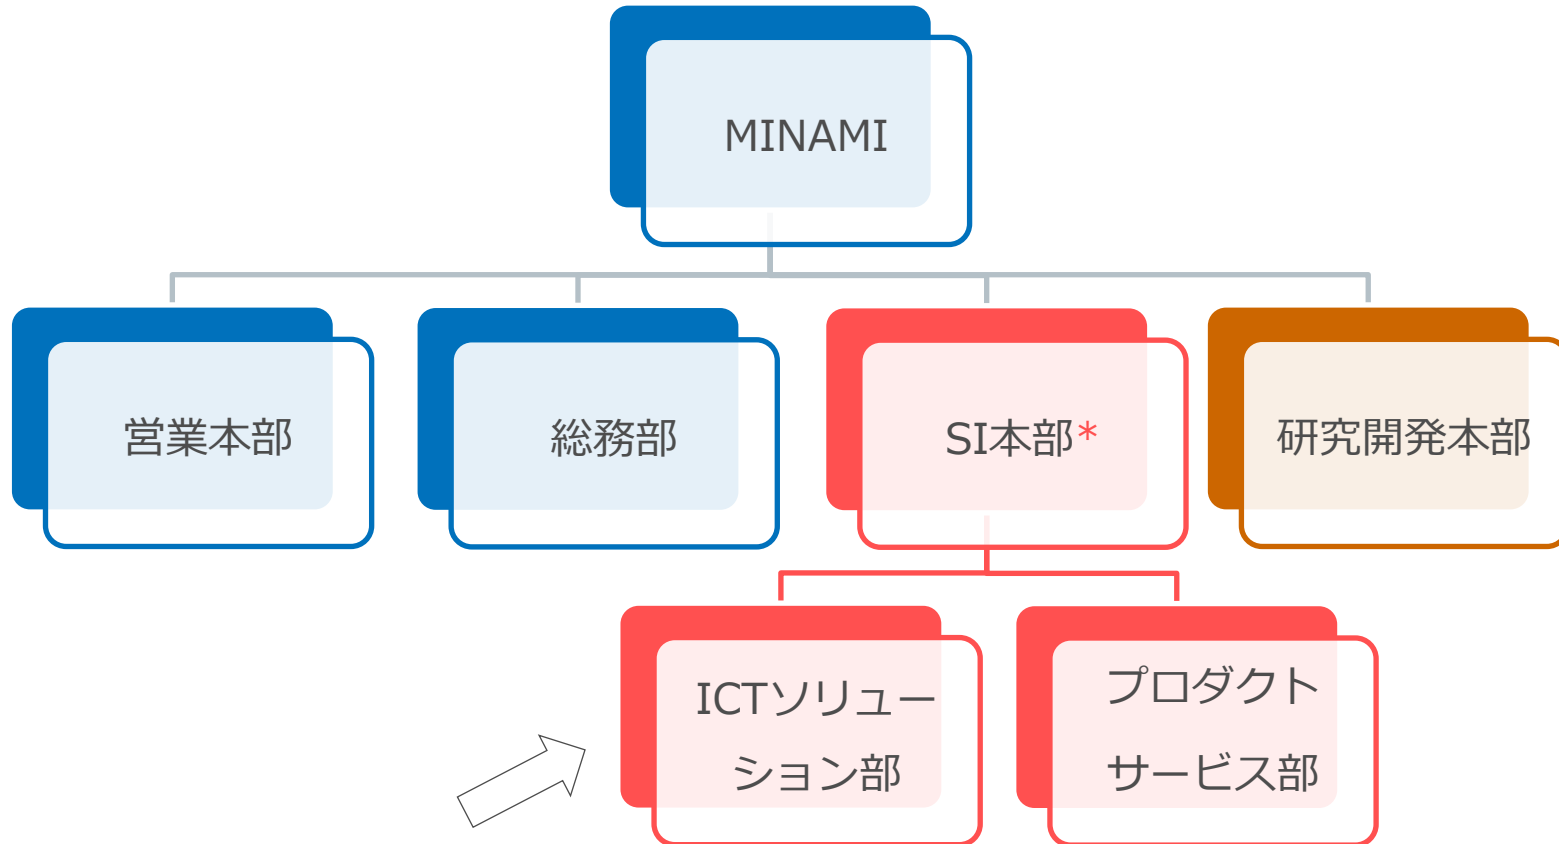 MINAMI
営業本部
総務部
SI本部*
研究開発本部
ICTソリュー
ション部
プロダクト
サービス部